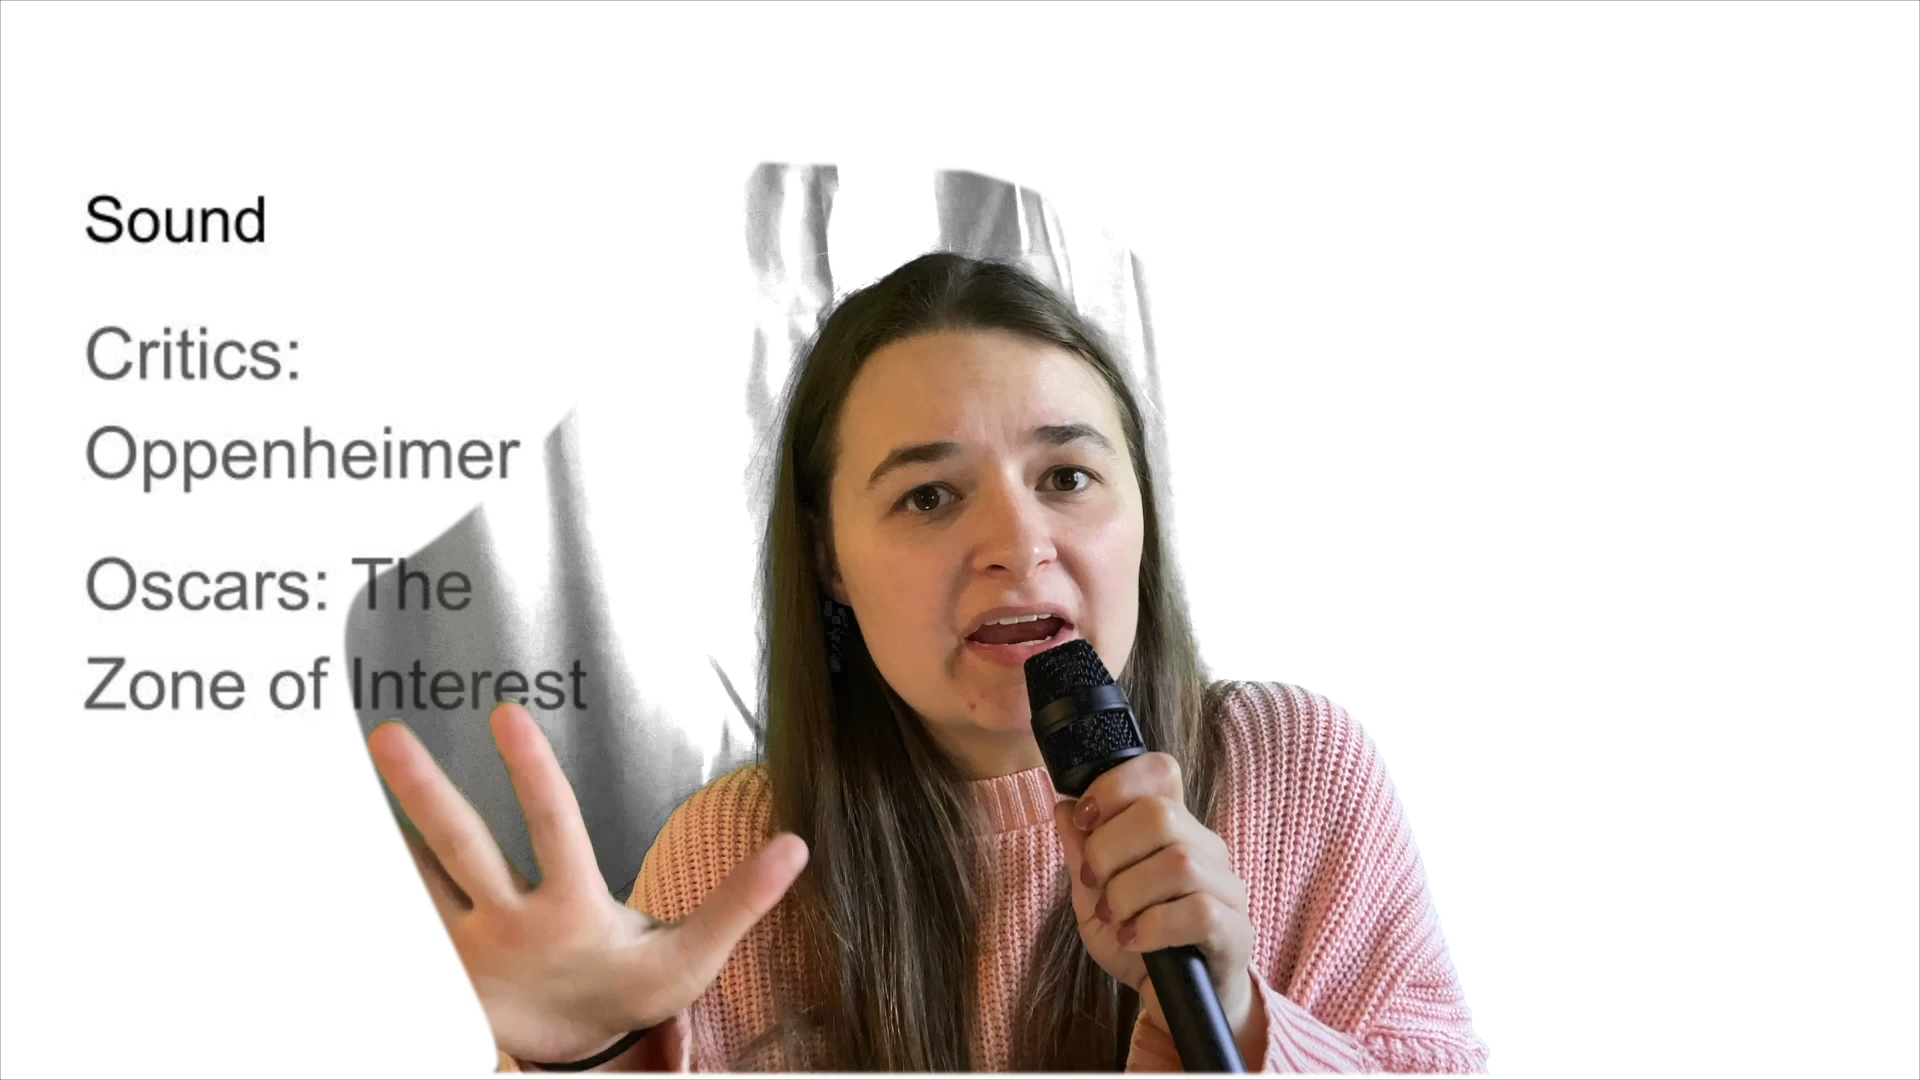 Sound
Critics:
Oppenheimer
Oscars: The
Zone of Interest